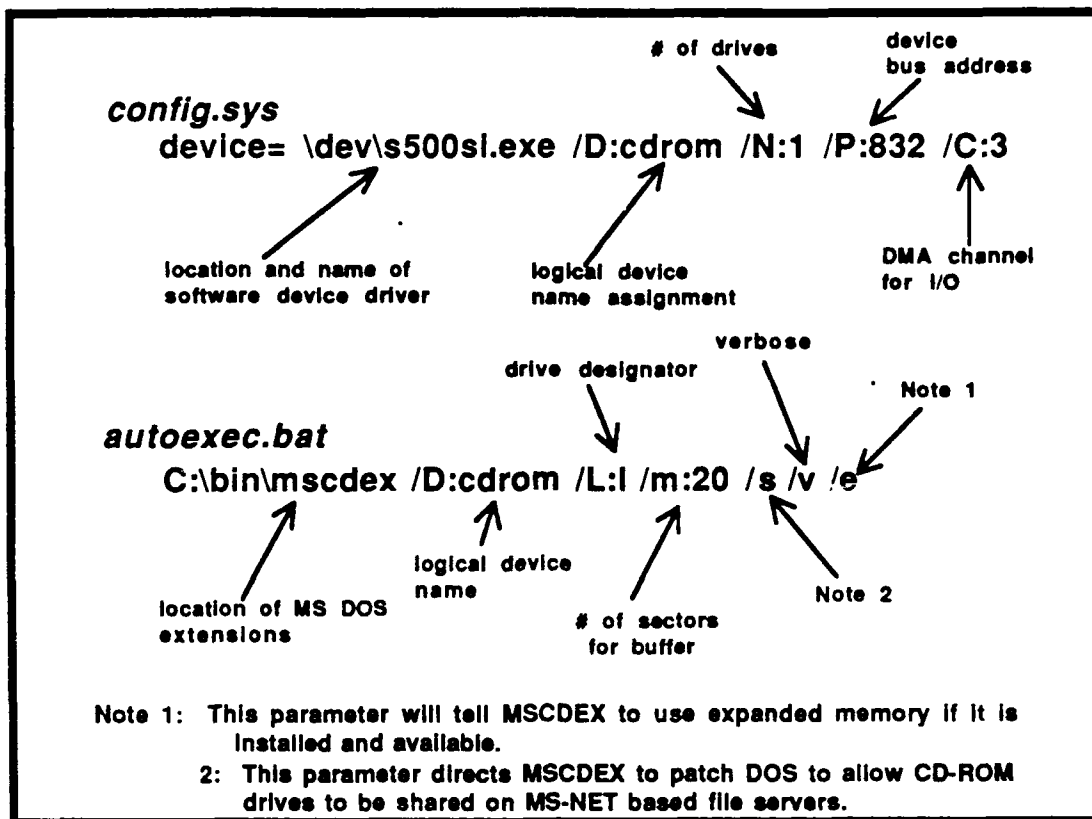 # of drives
device
bus address
config.sys
device= \dev\s500sl.exe /D:cdrom /N:1 /P:832 /C:3
location and name of
software device driver
logical device
name assignment
DMA channel
for I/O
verbose
drive designator
Note 1
autoexec.bat
C:\bin\mscdex /D:cdrom /L:l /m:20 /s /v /e
logical device
name
Note 2
location of MS DOS
extensions
# of sectors
for buffer
Note 1: This parameter will tell MSCDEX to use expanded memory if it is
installed and available.
2: This parameter directs MSCDEX to patch DOS to allow CD-ROM
drives to be shared on MS-NET based file servers.